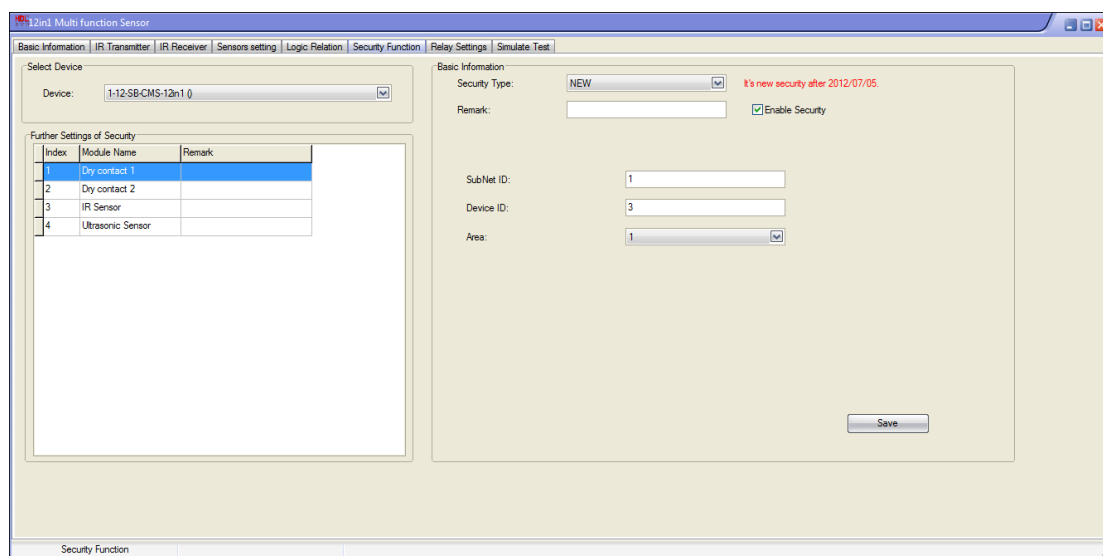 HDL 12in1 Multi function Sensor
Basic Information IR Transmitter IR Receiver Sensors setting Logic Relation Security Function Relay Settings Simulate Test
Select Device
Device: 1-12-SB-CMS-12in1 ()
Further Settings of Security
Index Module Name Remark
1 Dry contact 1
2 Dry contact 2
3 IR Sensor
4 Ultrasonic Sensor
Basic Information
Security Type: NEW It's new security after 2012/07/05.
Remark: Enable Security
SubNet ID: 1
Device ID: 3
Area: 1
Save
Security Function